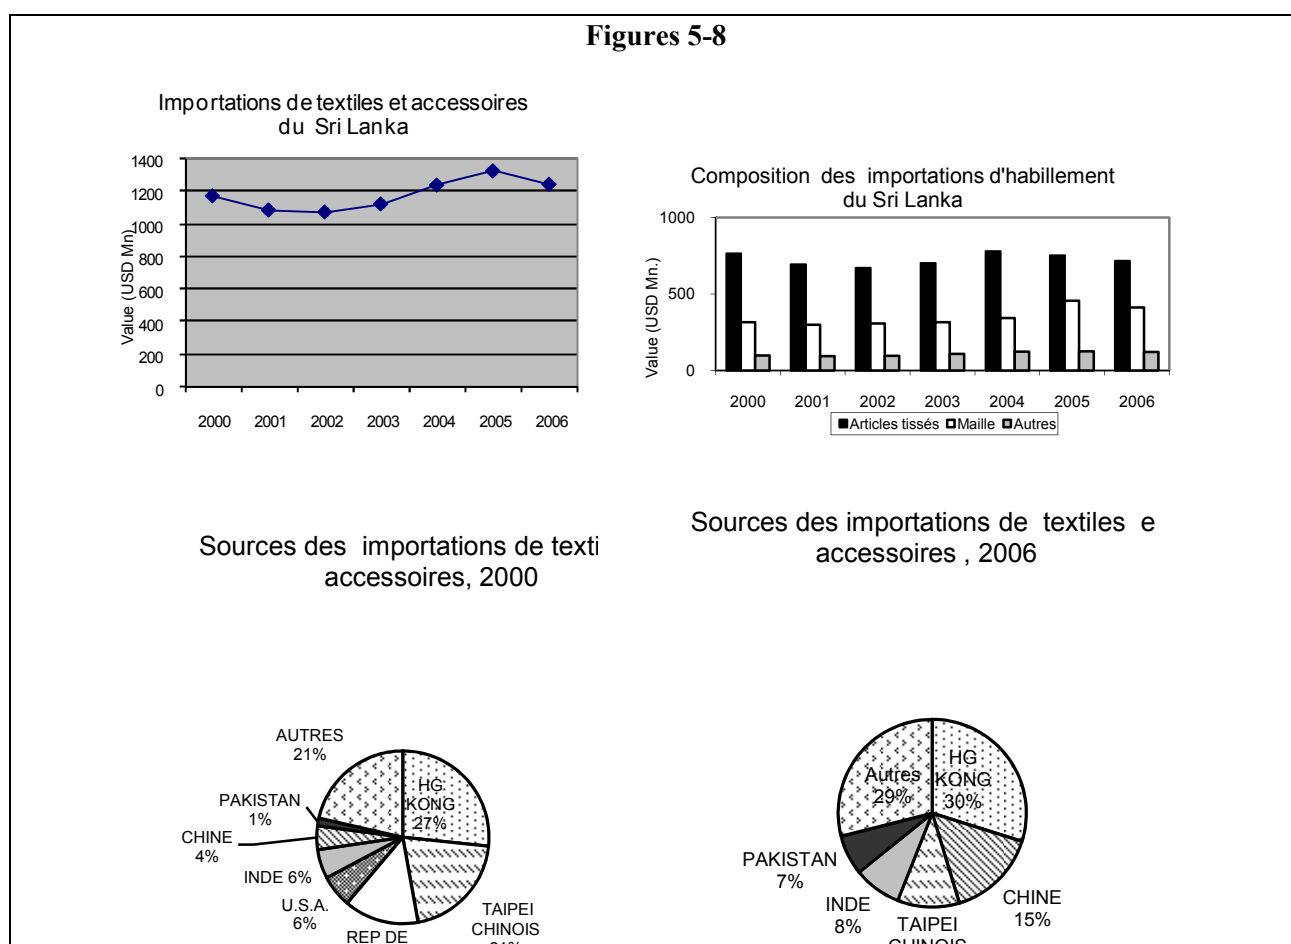 Figures 5-8
Importations de textiles et accessoires
du Sri Lanka
1400
1200
1000
800
600
400
200
0
Value (USD Mn)
2000 2001 2002 2003 2004 2005 2006
Composition des importations d'habillement
du Sri Lanka
1000
500
0
Value (USD Mn.)
2000 2001 2002 2003 2004 2005 2006
Articles tissés Maille Autres
Sources des importations de texti
accessoires, 2000
AUTRES
21%
PAKISTAN
1%
CHINE
4%
INDE 6%
U.S.A.
6%
REP DE
HG
KONG
27%
TAIPEI
CHINOIS
Sources des importations de textiles e
accessoires , 2006
Autres
29%
HG
KONG
30%
PAKISTAN
7%
INDE
8%
TAIPEI
CHINOIS
CHINE
15%